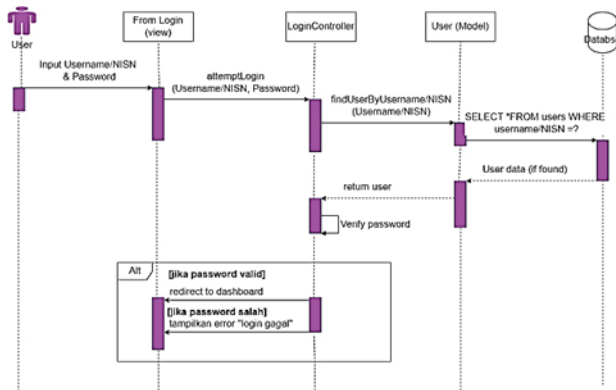 User
From Login
(view)
LoginController
User (Model)
Databse
Input Username/NISN
& Password
attemptLogin
(Username/NISN, Password)
findUserByUsername/NISN
(Username/NISN)
SELECT *FROM users WHERE
username/NISN =?
User data (if found)
return user
Verify password
Alt
[jika password valid]
redirect to dashboard
[jika password salah]
tampilkan error "login gagal"